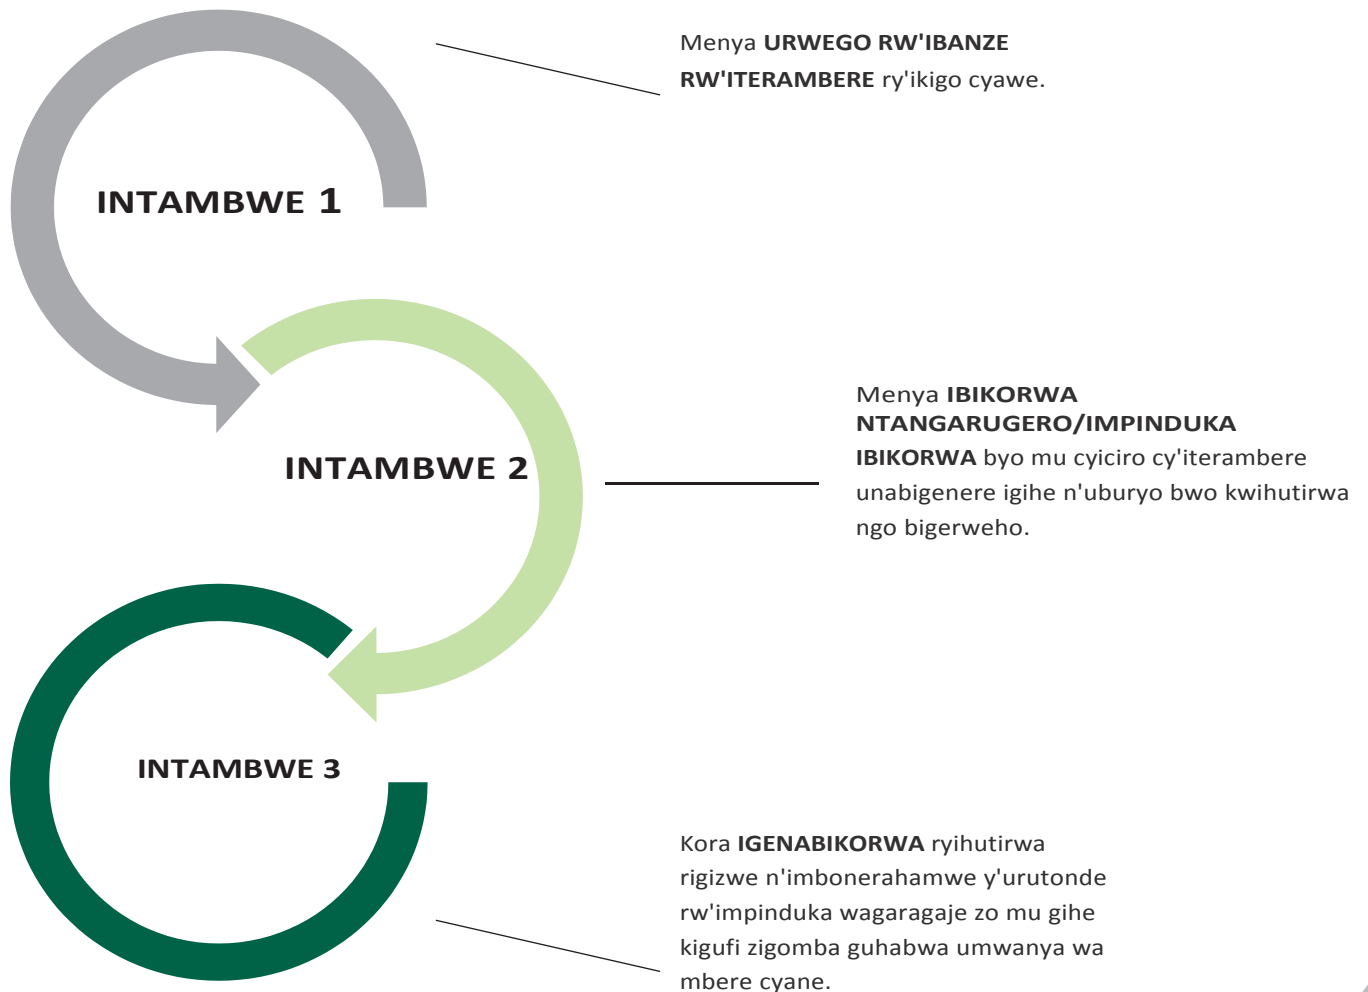 Menya URWEGO RW'IBANZE
RW'ITERAMBERE ry'ikigo cyawe.
INTAMBWE 1
Menya IBIKORWA
NTANGARUGERO/IMPINDUKA
IBIKORWA byo mu cyiciro cy'iterambere
unabigenere igihe n'uburyo bwo kwihutirwa
ngo bigerweho.
INTAMBWE 2
INTAMBWE 3
Kora IGENABIKORWA ryihutirwa
rigizwe n'imbonerahamwe y'urutonde
rw'impinduka wagaragaje zo mu gihe
kigufi zigomba guhabwa umwanya wa
mbere cyane.